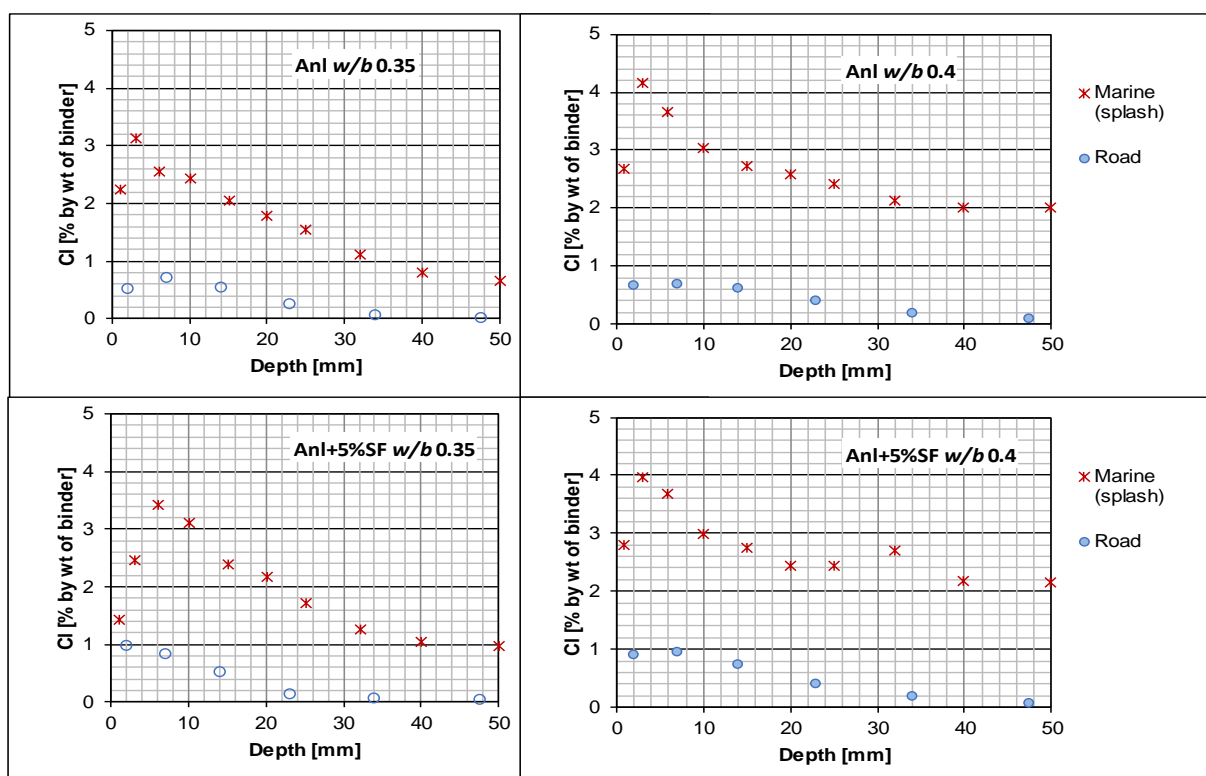 5
4
3
2
1
0
Cl [% by wt of binder]
Anl w/b 0.35
0 10 20 30 40 50
Depth [mm]
5
4
3
2
1
0
Cl [% by wt of binder]
Anl w/b 0.4
0 10 20 30 40 50
Depth [mm]
Marine
(splash)
Road
5
4
3
2
1
0
Cl [% by wt of binder]
Anl+5%SF w/b 0.35
0 10 20 30 40 50
Depth [mm]
5
4
3
2
1
0
Cl [% by wt of binder]
Anl+5%SF w/b 0.4
0 10 20 30 40 50
Depth [mm]
Marine
(splash)
Road